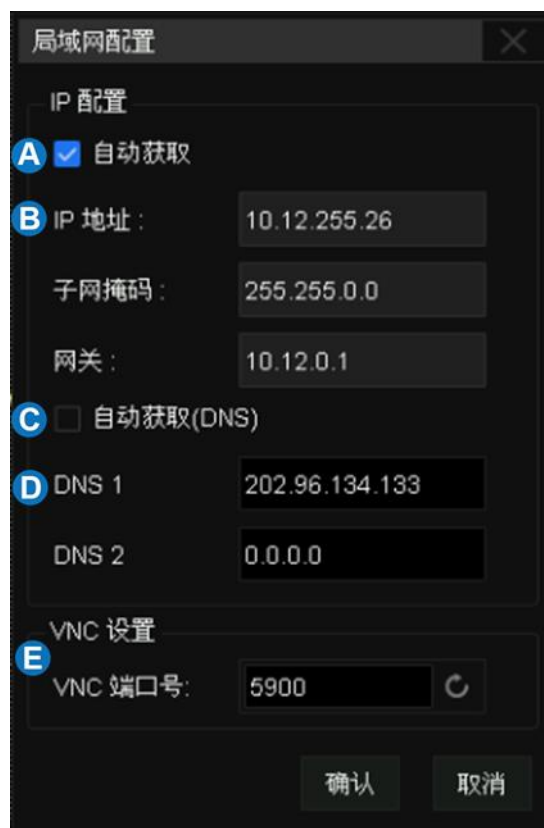 局域网配置
IP 配置
A 自动获取
B IP 地址 : 10.12.255.26
子网掩码 : 255.255.0.0
网关 : 10.12.0.1
C 自动获取(DNS)
D DNS 1 202.96.134.133
DNS 2 0.0.0.0
VNC 设置
E
VNC 端口号: 5900
确认 取消